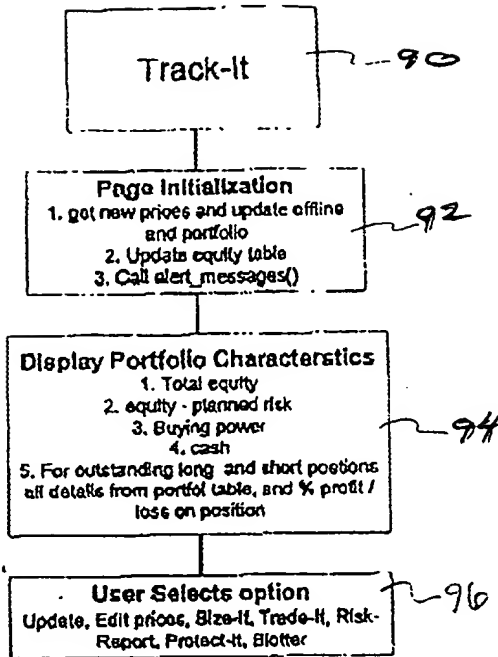 Track-It
90
Page Initialization
1. get new prices and update offline
and portfolio
2. Update equity table
3. Call alert_messages()
92
Display Portfolio Characterstics
1. Total equity
2. equity - planned risk
3. Buying power
4. cash
5. For outstanding long and short postions
all details from portfol table, and % profit /
loss on position
94
User Selects option
Update, Edit prices, Size-It, Trade-It, Risk-
Report, Protect-It, Blotter
96